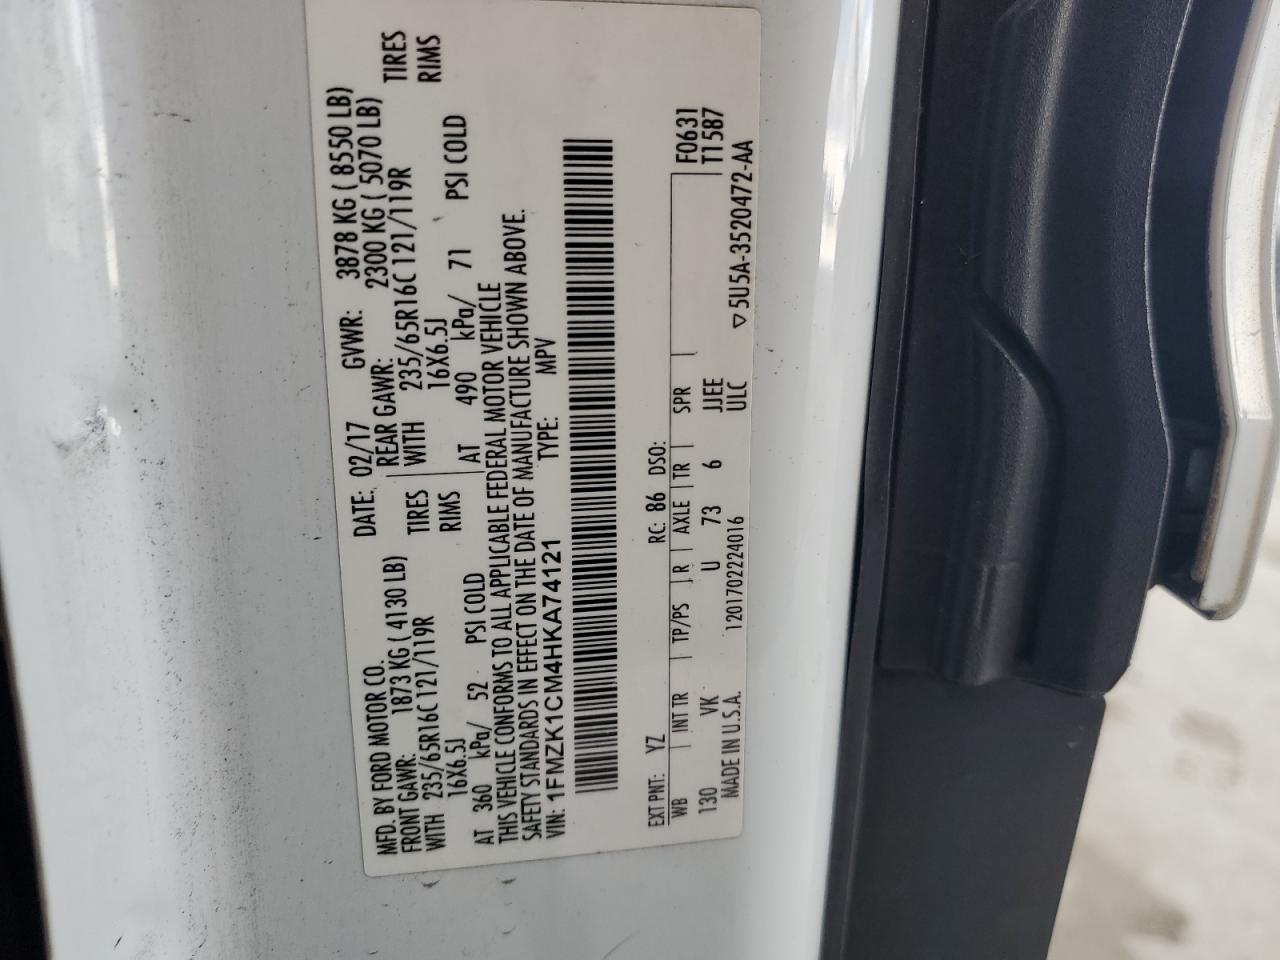 MFD. BY FORD MOTOR CO. DATE: 02/17 GVWR: 3878 KG ( 8550 LB)
FRONT GAWR: 1873 KG ( 4130 LB) REAR GAWR: 2300 KG ( 5070 LB)
WITH 235/65R16C 121/119R TIRES WITH 235/65R16C 121/119R TIRES
16X6.5J RIMS 16X6.5J RIMS
AT 360 kPa/ 52 PSI COLD AT 490 kPa/ 71 PSI COLD
THIS VEHICLE CONFORMS TO ALL APPLICABLE FEDERAL MOTOR VEHICLE
SAFETY STANDARDS IN EFFECT ON THE DATE OF MANUFACTURE SHOWN ABOVE.
VIN: 1FMZK1CM4HKA74121 TYPE: MPV
EXT PNT: YZ RC: 86 DSO: F0631
WB INT TR TP/PS R AXLE TR SPR T1587
130 VK U 73 6 JJEE
MADE IN U.S.A. 1201702224016 ULC ▽5U5A-3520472-AA